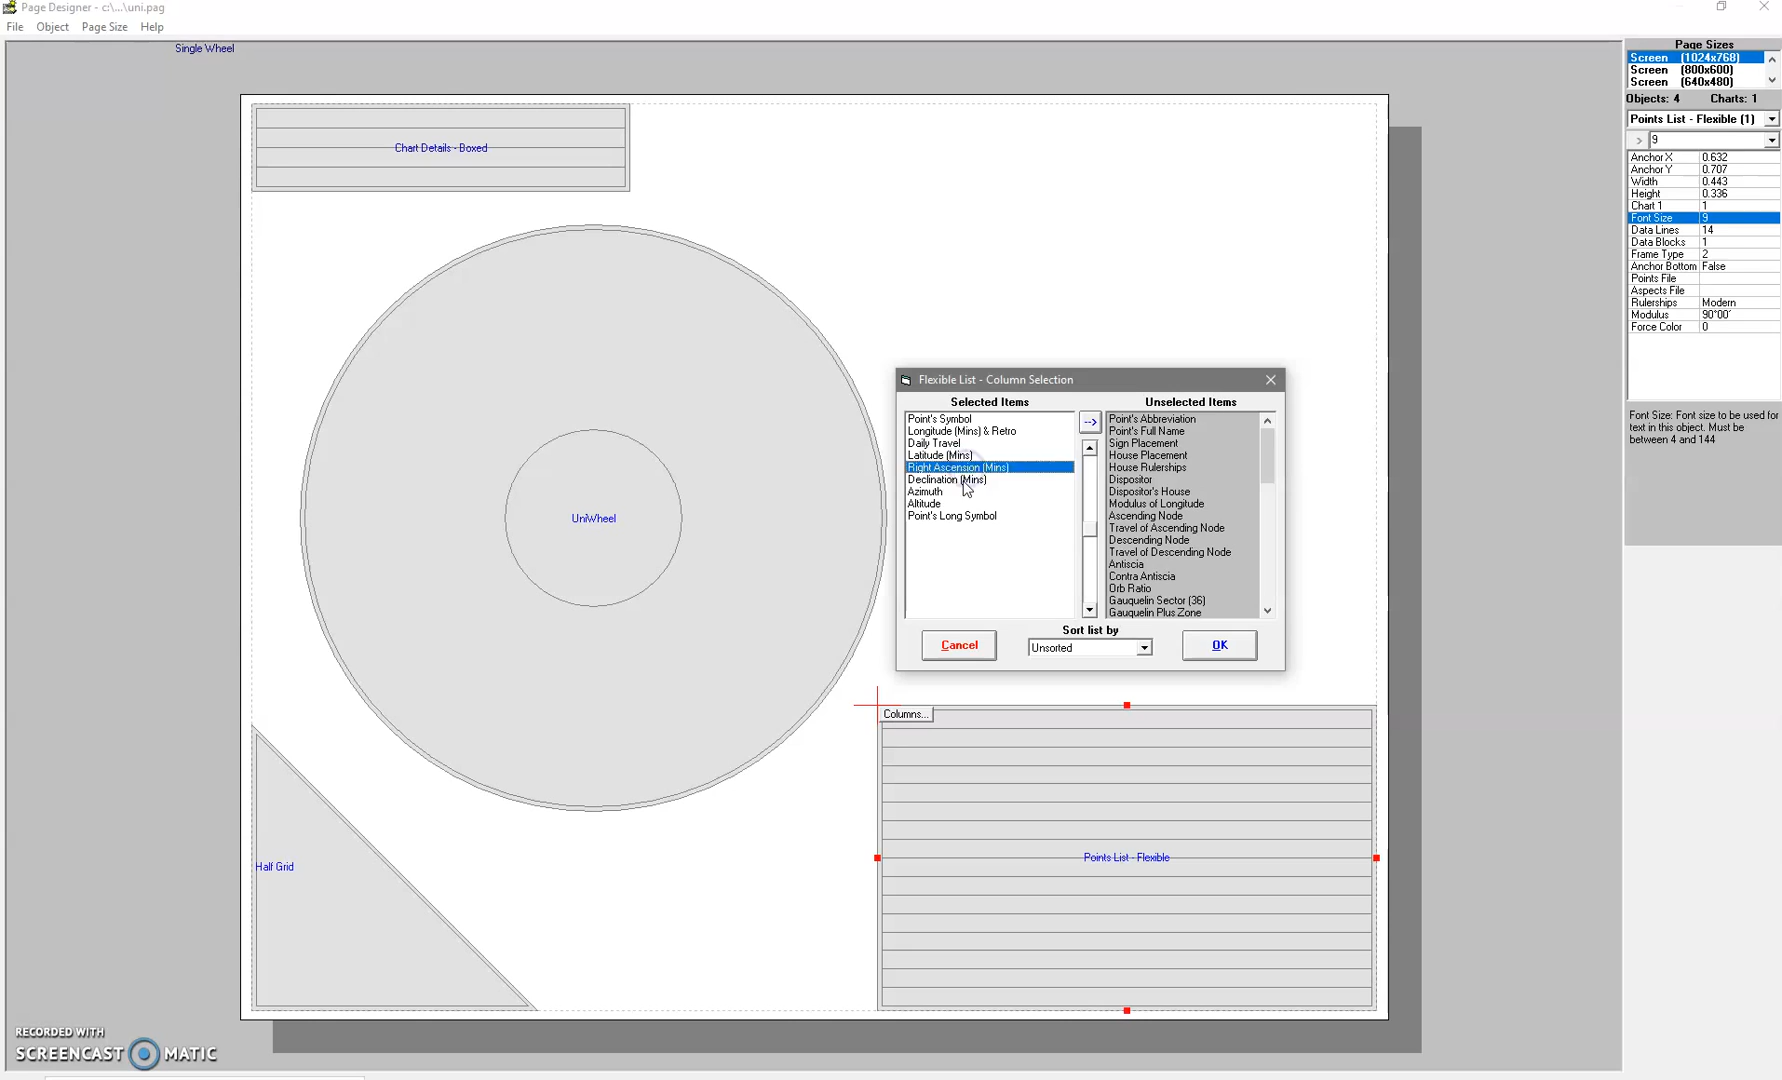 Page Designer - c:\...\uni.pag
File Object Page Size Help
Single Wheel
Chart Details - Boxed
UniWheel
Half Grid
Columns...
Points List - Flexible
Flexible List - Column Selection
Selected Items
Point's Symbol
Longitude (Mins) & Retro
Daily Travel
Latitude (Mins)
Right Ascension (Mins)
Declination (Mins)
Azimuth
Altitude
Point's Long Symbol
-->
Unselected Items
Point's Abbreviation
Point's Full Name
Sign Placement
House Placement
House Rulerships
Dispositor
Dispositor's House
Modulus of Longitude
Ascending Node
Travel of Ascending Node
Descending Node
Travel of Descending Node
Antiscia
Contra Antiscia
Orb Ratio
Gauquelin Sector (36)
Gauquelin Plus Zone
Cancel
Sort list by
Unsorted
OK
Page Sizes
Screen (1024x768)
Screen (800x600)
Screen (640x480)
Objects: 4 Charts: 1
Points List - Flexible (1)
> 9
Anchor X 0.632
Anchor Y 0.707
Width 0.443
Height 0.336
Chart 1 1
Font Size 9
Data Lines 14
Data Blocks 1
Frame Type 2
Anchor Bottom False
Points File
Aspects File
Rulerships Modern
Modulus 90°00'
Force Color 0
Font Size: Font size to be used for
text in this object. Must be
between 4 and 144
RECORDED WITH
SCREENCAST MATIC